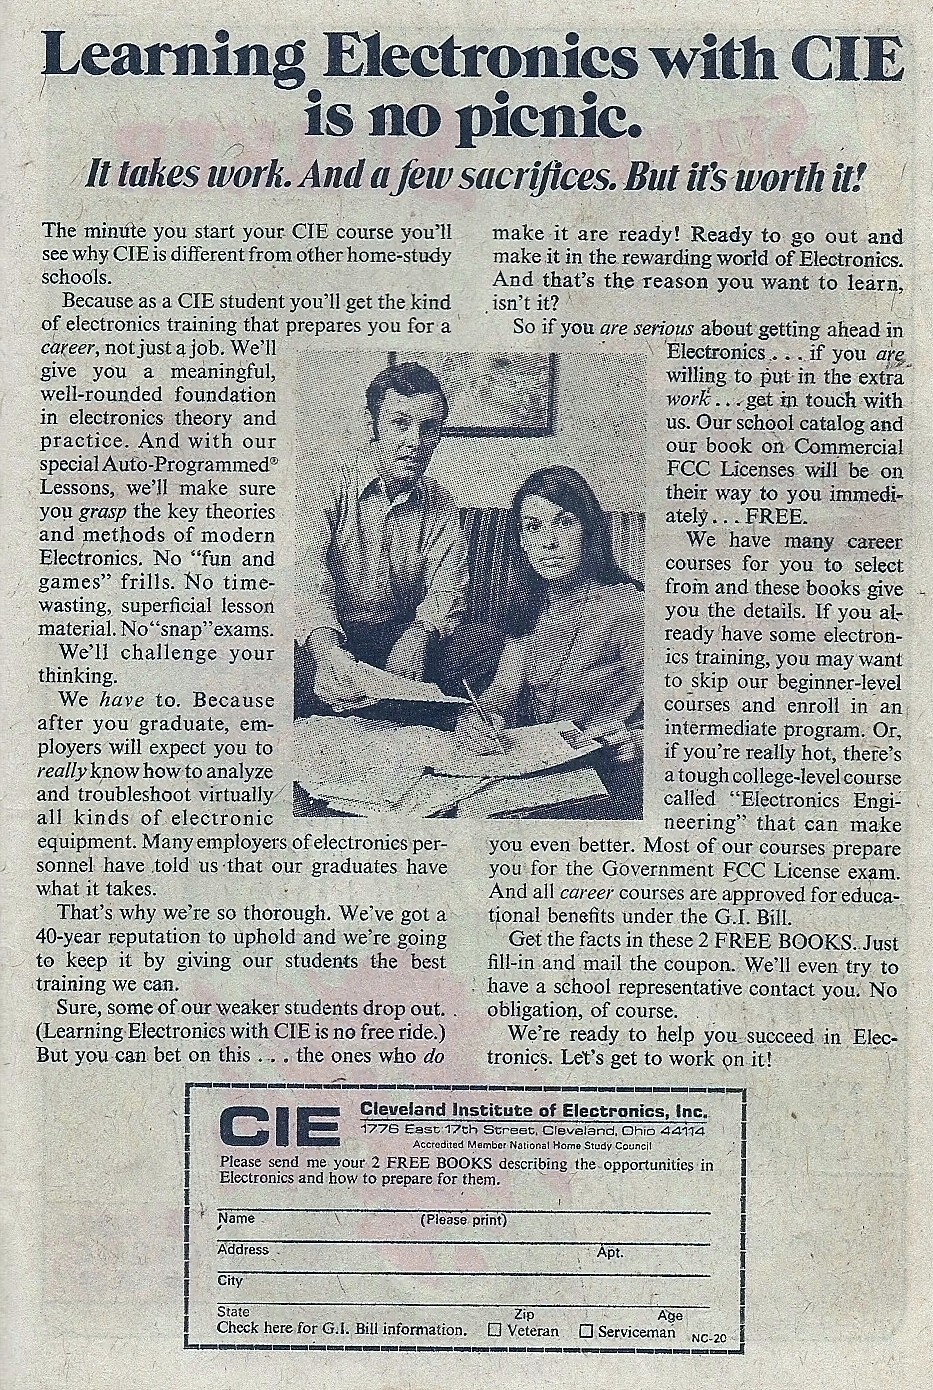 Learning Electronics with CIE
is no picnic.
It takes work. And a few sacrifices. But it's worth it!
The minute you start your CIE course you'll
see why CIE is different from other home-study
schools.
Because as a CIE student you'll get the kind
of electronics training that prepares you for a
career, not just a job. We'll
give you a meaningful,
well-rounded foundation
in electronics theory and
practice. And with our
special Auto-Programmed®
Lessons, we'll make sure
you grasp the key theories
and methods of modern
Electronics. No "fun and
games" frills. No time-
wasting, superficial lesson
material. No "snap" exams.
We'll challenge your
thinking.
We have to. Because
after you graduate, em-
ployers will expect you to
really know how to analyze
and troubleshoot virtually
all kinds of electronic
equipment. Many employers of electronics per-
sonnel have told us that our graduates have
what it takes.
That's why we're so thorough. We've got a
40-year reputation to uphold and we're going
to keep it by giving our students the best
training we can.
Sure, some of our weaker students drop out.
(Learning Electronics with CIE is no free ride.)
But you can bet on this . . . the ones who do
make it are ready! Ready to go out and
make it in the rewarding world of Electronics.
And that's the reason you want to learn,
isn't it?
So if you are serious about getting ahead in
Electronics . . . if you are
willing to put in the extra
work . . . get in touch with
us. Our school catalog and
our book on Commercial
FCC Licenses will be on
their way to you immedi-
ately . . . FREE.
We have many career
courses for you to select
from and these books give
you the details. If you al-
ready have some electron-
ics training, you may want
to skip our beginner-level
courses and enroll in an
intermediate program. Or,
if you're really hot, there's
a tough college-level course
called "Electronics Engi-
neering" that can make
you even better. Most of our courses prepare
you for the Government FCC License exam.
And all career courses are approved for educa-
tional benefits under the G.I. Bill.
Get the facts in these 2 FREE BOOKS. Just
fill-in and mail the coupon. We'll even try to
have a school representative contact you. No
obligation, of course.
We're ready to help you succeed in Elec-
tronics. Let's get to work on it!
CIE Cleveland Institute of Electronics, Inc.
1776 East 17th Street, Cleveland, Ohio 44114
Accredited Member National Home Study Council
Please send me your 2 FREE BOOKS describing the opportunities in
Electronics and how to prepare for them.
Name (Please print)
Address Apt.
City
State Zip Age
Check here for G.I. Bill information. ☐ Veteran ☐ Serviceman NC-20